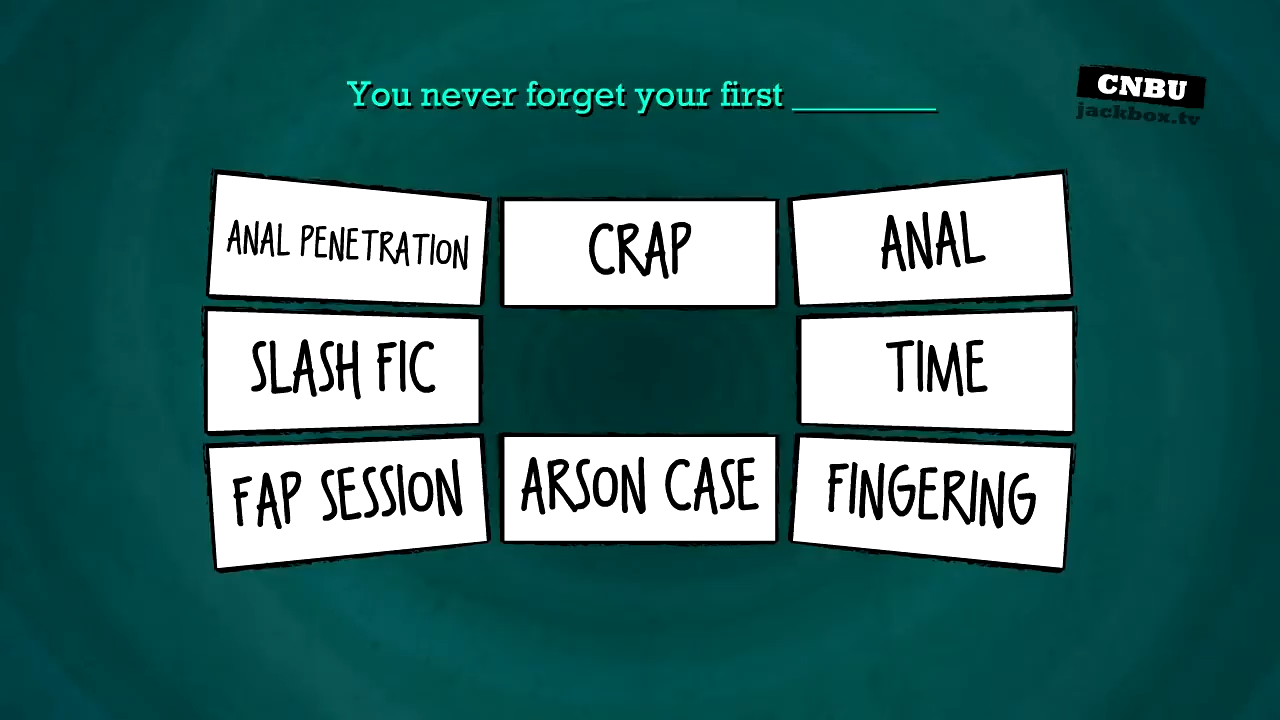 You never forget your first _________
CNBU
jackbox.tv
ANAL PENETRATION
CRAP
ANAL
SLASH FIC
TIME
FAP SESSION
ARSON CASE
FINGERING